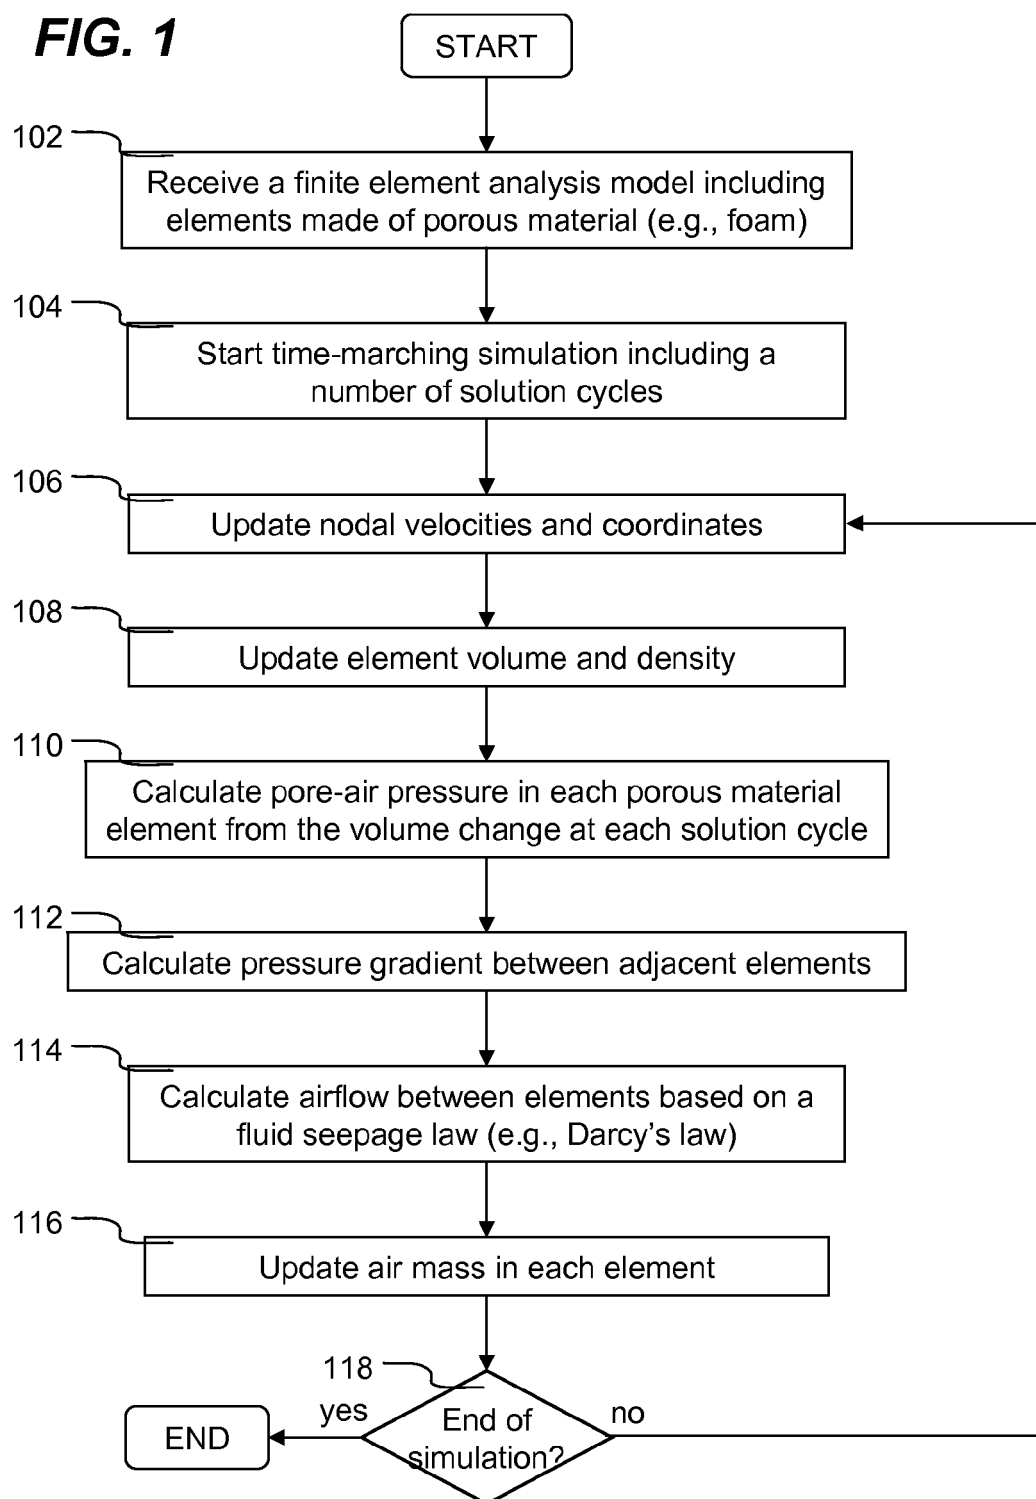 FIG. 1
START
102
Receive a finite element analysis model including
elements made of porous material (e.g., foam)
104
Start time-marching simulation including a
number of solution cycles
106
Update nodal velocities and coordinates
108
Update element volume and density
110
Calculate pore-air pressure in each porous material
element from the volume change at each solution cycle
112
Calculate pressure gradient between adjacent elements
114
Calculate airflow between elements based on a
fluid seepage law (e.g., Darcy's law)
116
Update air mass in each element
118
yes
End of
simulation?
no
END